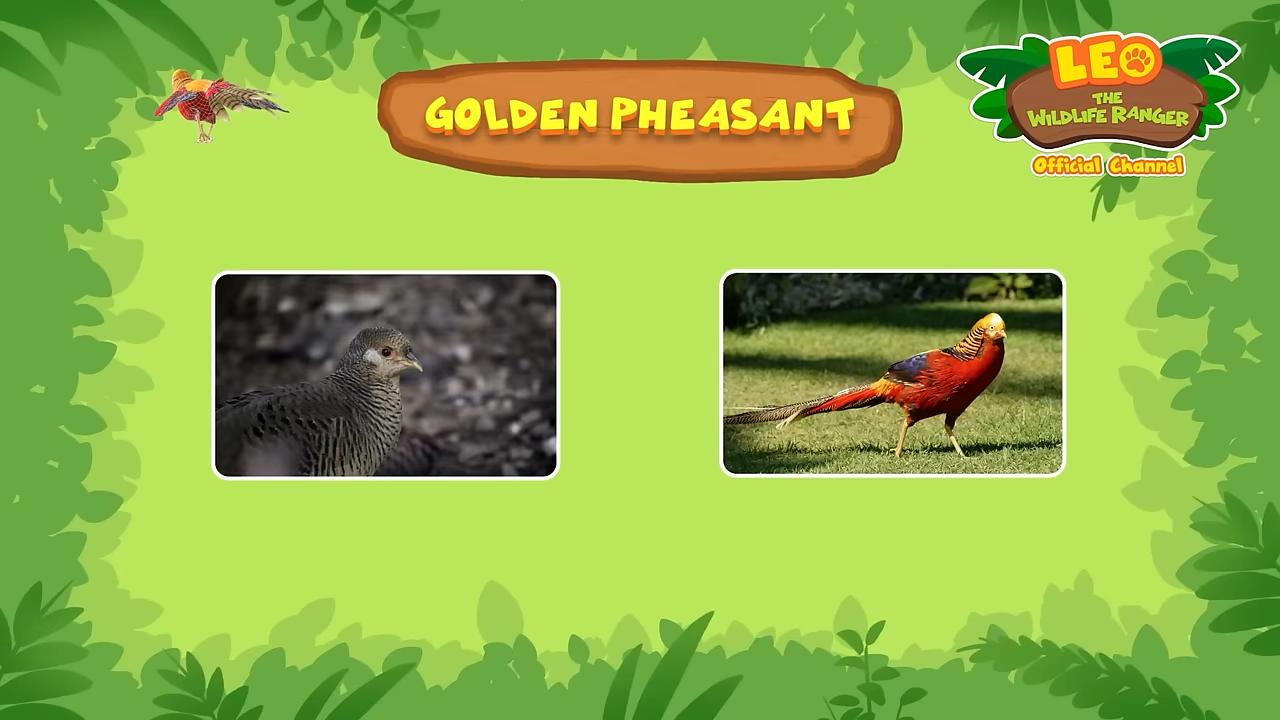 GOLDEN PHEASANT
LEO
THE
WILDLIFE RANGER
Official Channel